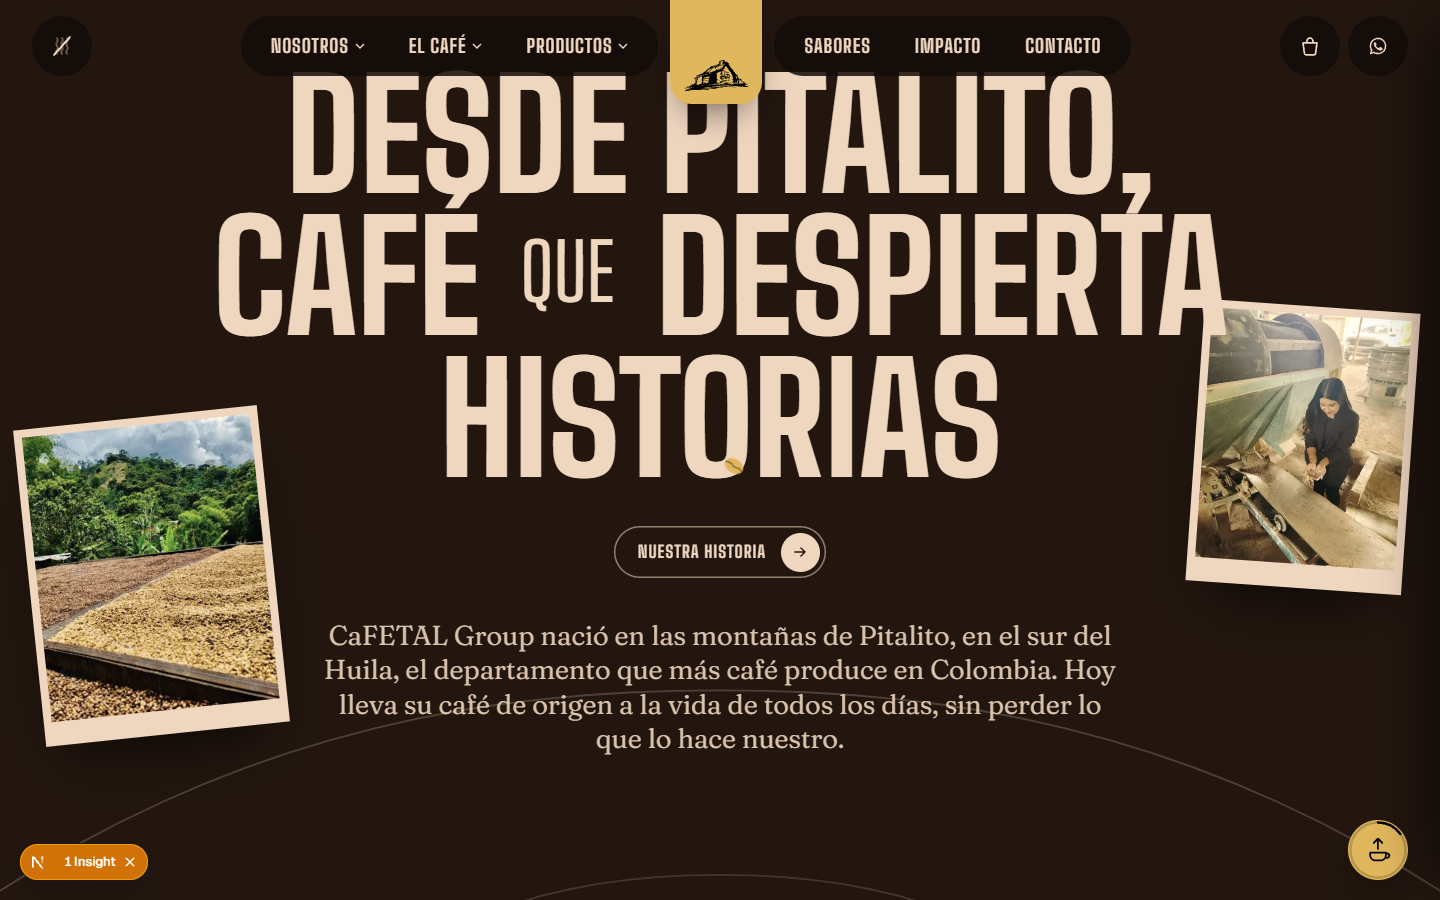 NOSOTROS
EL CAFÉ
PRODUCTOS
SABORES
IMPACTO
CONTACTO
DESDE PITALITO,
CAFÉ QUE DESPIERTA
HISTORIAS
NUESTRA HISTORIA
CaFETAL Group nació en las montañas de Pitalito, en el sur del
Huila, el departamento que más café produce en Colombia. Hoy
lleva su café de origen a la vida de todos los días, sin perder lo
que lo hace nuestro.
1 Insight